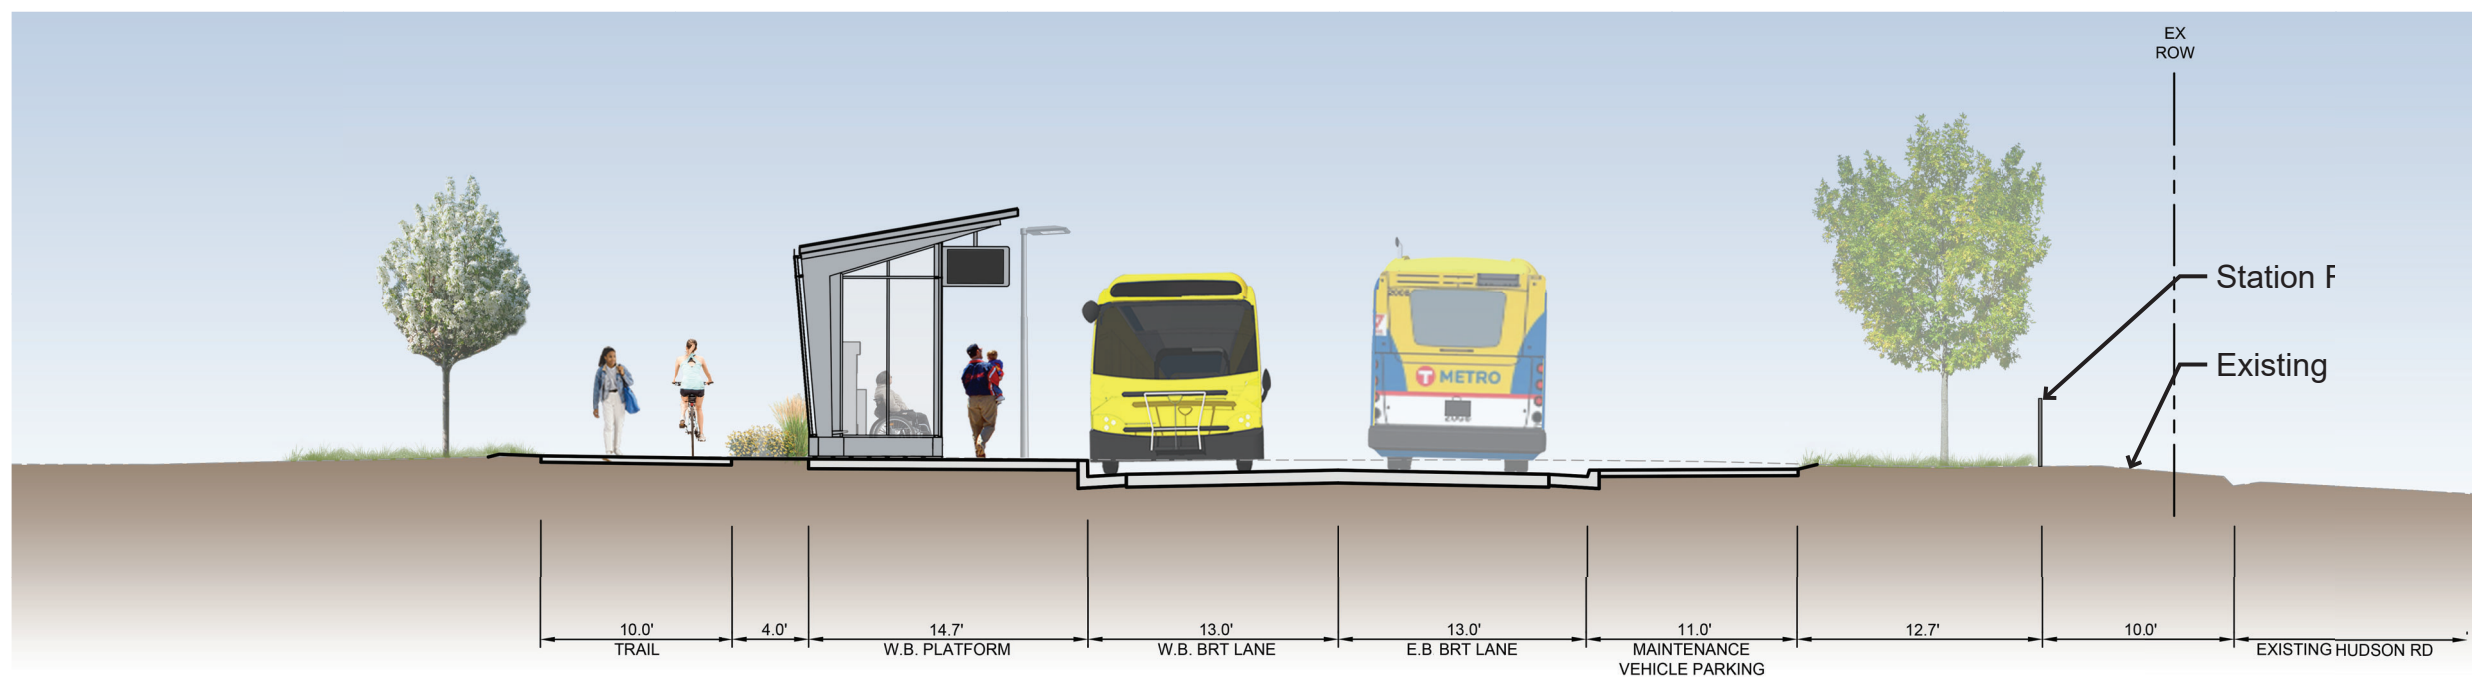 EX
ROW
Station
Existing
METRO
10.0'
4.0'
14.7'
13.0'
13.0'
11.0'
12.7'
10.0'
TRAIL
W.B. PLATFORM
W.B. BRT LANE
E.B BRT LANE
MAINTENANCE
VEHICLE PARKING
EXISTING HUDSON RD